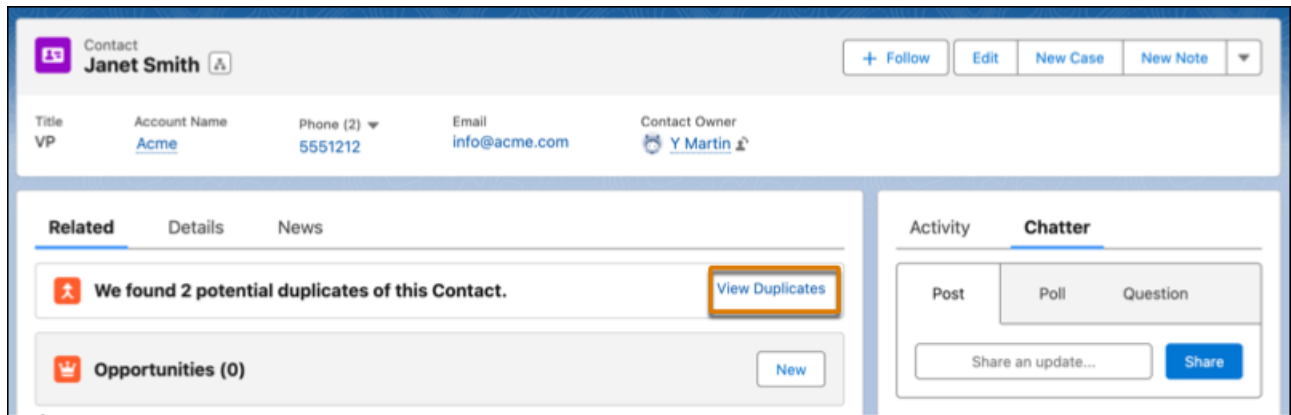 Contact
Janet Smith
+ Follow
Edit
New Case
New Note
Title
VP
Account Name
Acme
Phone (2)
5551212
Email
info@acme.com
Contact Owner
Y Martin
Related
Details
News
We found 2 potential duplicates of this Contact.
View Duplicates
Opportunities (0)
New
Activity
Chatter
Post
Poll
Question
Share an update...
Share